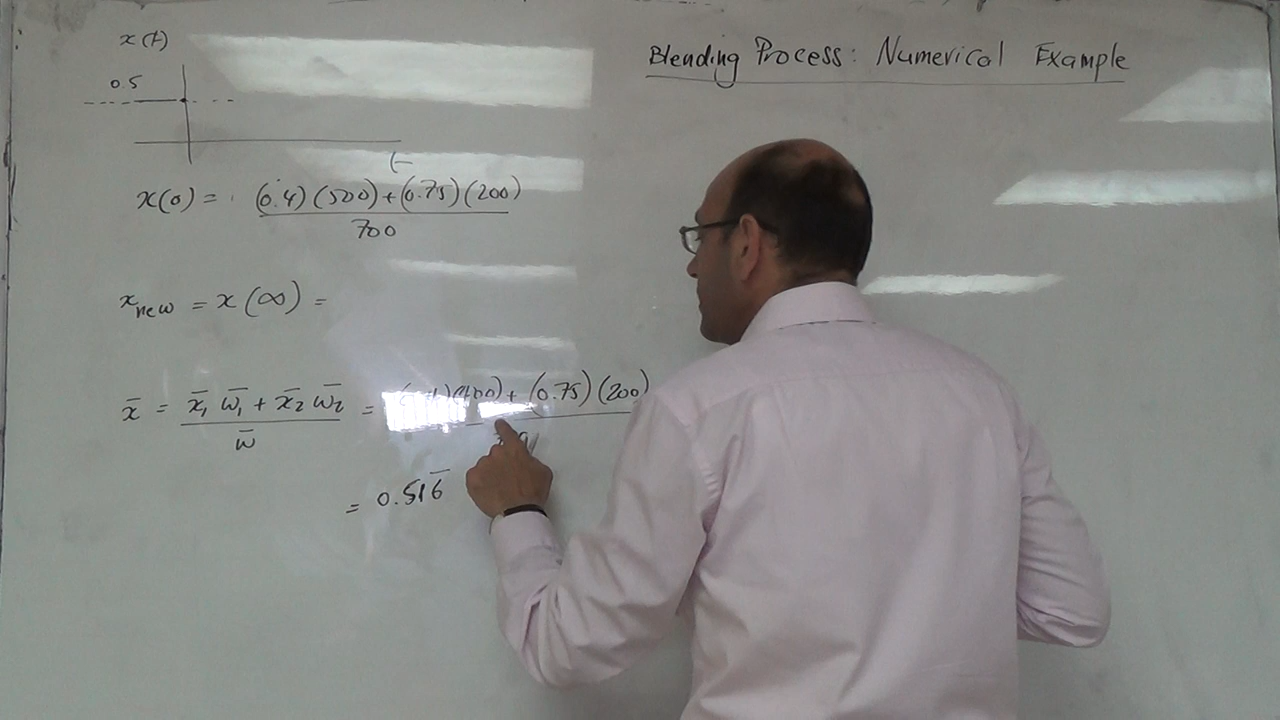 x(t)
Blending Process: Numerical Example
0.5
t
x(0) = (0.4)(500)+(0.75)(200)
700
x new = x(∞) =
x̄ = x̄₁ w̄₁ + x̄₂ w̄₂ = + (0.75)(200)
w̄
= 0.516̄